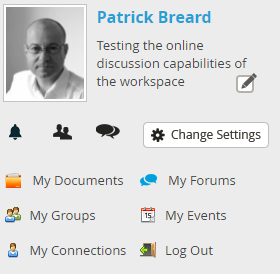 Patrick Breard
Testing the online
discussion capabilities of
the workspace
Change Settings
My Documents
My Forums
My Groups
My Events
My Connections
Log Out